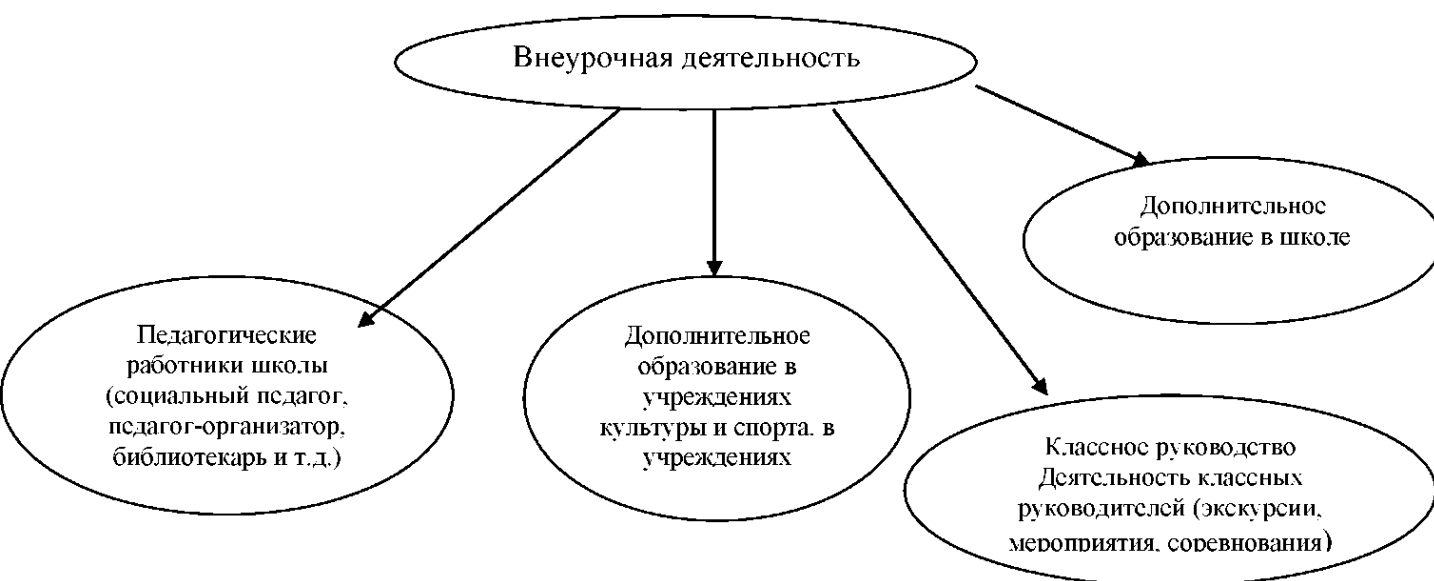 Внеурочная деятельность
Дополнительное
образование в школе
Педагогические
работники школы
(социальный педагог,
педагог-организатор,
библиотекарь и т.д.)
Дополнительное
образование в
учреждениях
культуры и спорта. в
учреждениях
Классное руководство
Деятельность классных
руководителей (экскурсии,
мероприятия, соревнования)